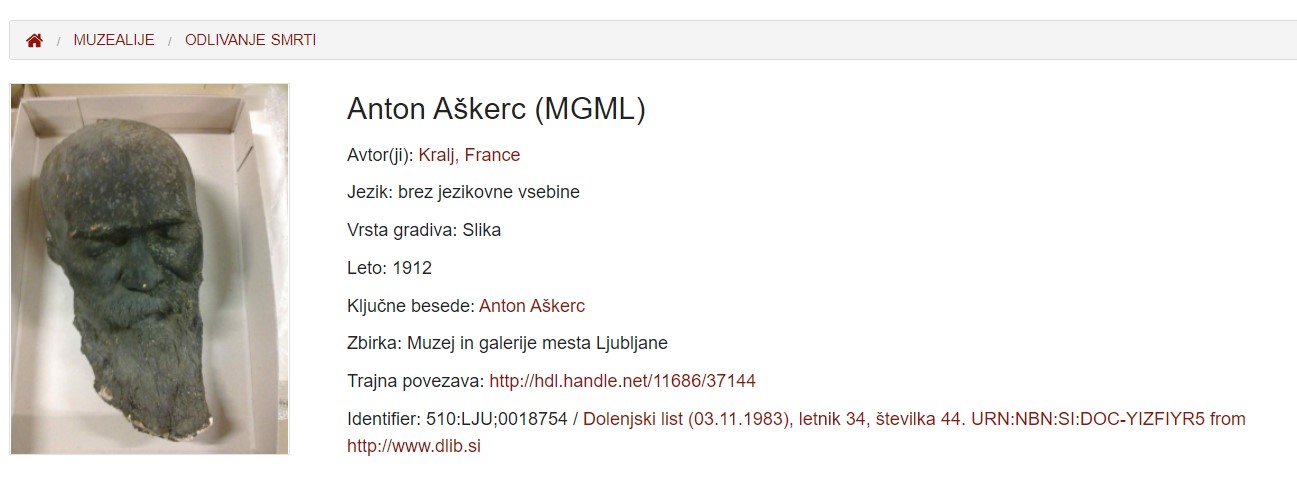 / MUZEALIJE / ODLIVANJE SMRTI
Anton Aškerc (MGML)
Avtor(ji): Kralj, France
Jezik: brez jezikovne vsebine
Vrsta gradiva: Slika
Leto: 1912
Ključne besede: Anton Aškerc
Zbirka: Muzej in galerije mesta Ljubljane
Trajna povezava: http://hdl.handle.net/11686/37144
Identifier: 510:LJU;0018754 / Dolenjski list (03.11.1983), letnik 34, številka 44. URN:NBN:SI:DOC-YIZFIYR5 from
http://www.dlib.si